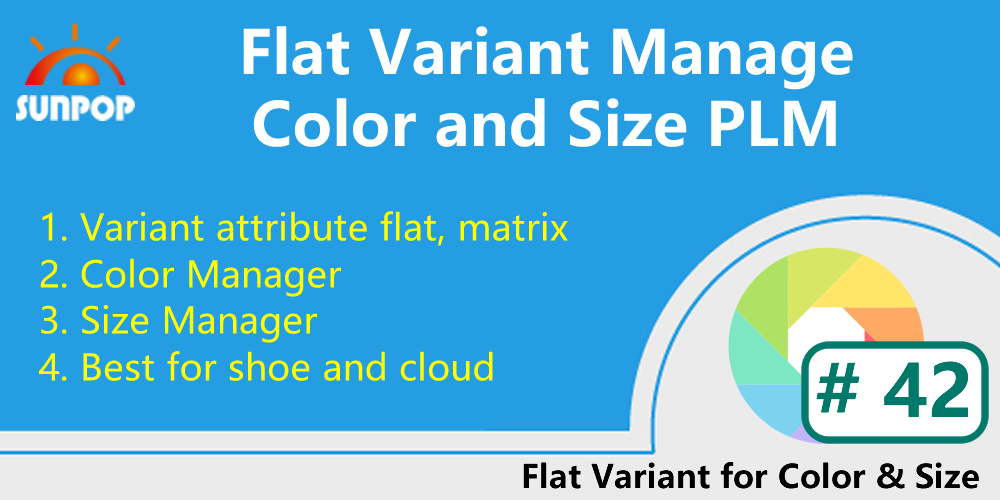 SUNPOP
Flat Variant Manage
Color and Size PLM
1. Variant attribute flat, matrix
2. Color Manager
3. Size Manager
4. Best for shoe and cloud
# 42
Flat Variant for Color & Size